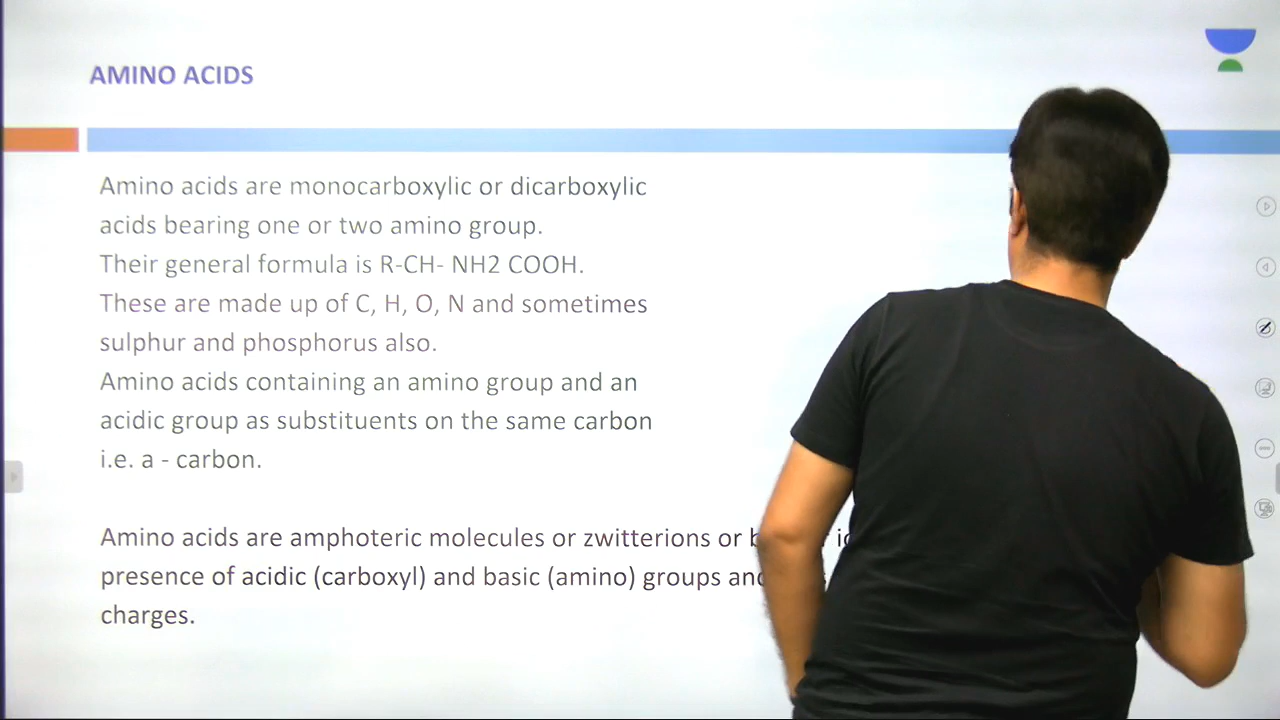 AMINO ACIDS
Amino acids are monocarboxylic or dicarboxylic
acids bearing one or two amino group.
Their general formula is R-CH- NH2 COOH.
These are made up of C, H, O, N and sometimes
sulphur and phosphorus also.
Amino acids containing an amino group and an
acidic group as substituents on the same carbon
i.e. a - carbon.
Amino acids are amphoteric molecules or zwitterions or
presence of acidic (carboxyl) and basic (amino) groups
charges.